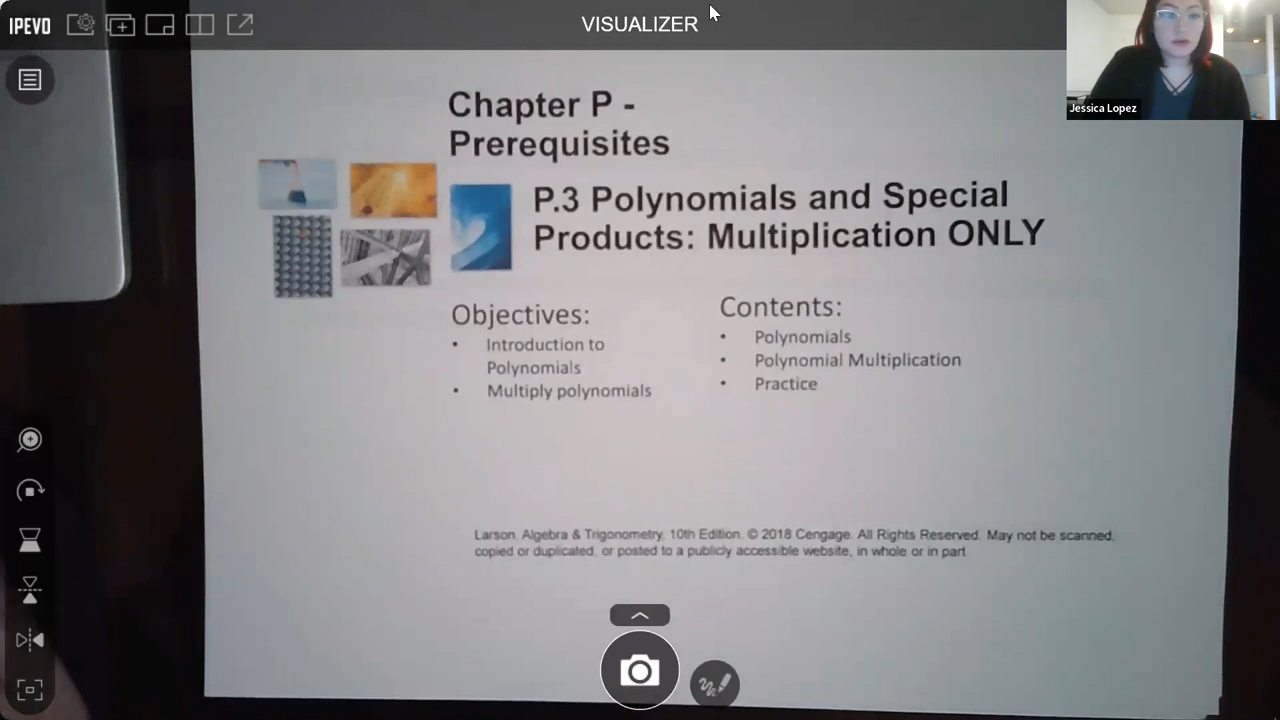 IPEVO
VISUALIZER
Jessica Lopez
Chapter P -
Prerequisites
P.3 Polynomials and Special
Products: Multiplication ONLY
Objectives:
• Introduction to
Polynomials
• Multiply polynomials
Contents:
• Polynomials
• Polynomial Multiplication
• Practice
Larson. Algebra & Trigonometry, 10th Edition. © 2018 Cengage. All Rights Reserved. May not be scanned,
copied or duplicated, or posted to a publicly accessible website, in whole or in part